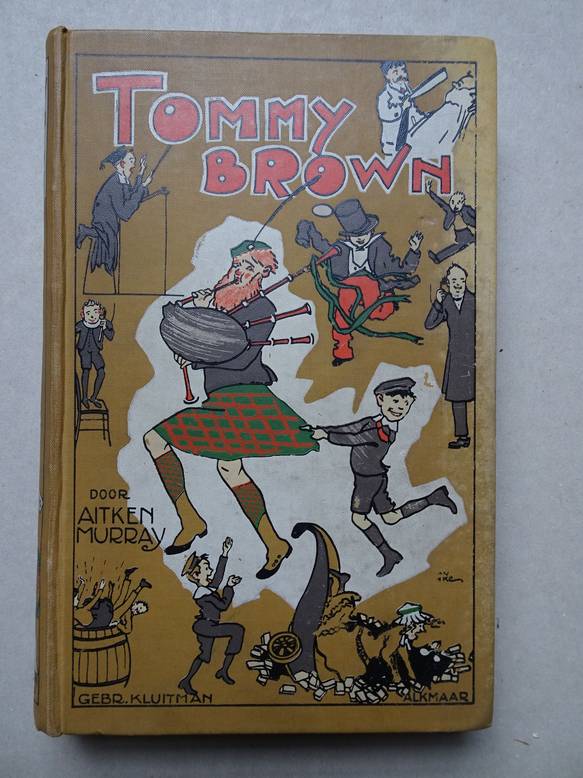 TOMMY
BROWN
DOOR
AITKEN
MURRAY
GEBR. KLUITMAN
ALKMAAR